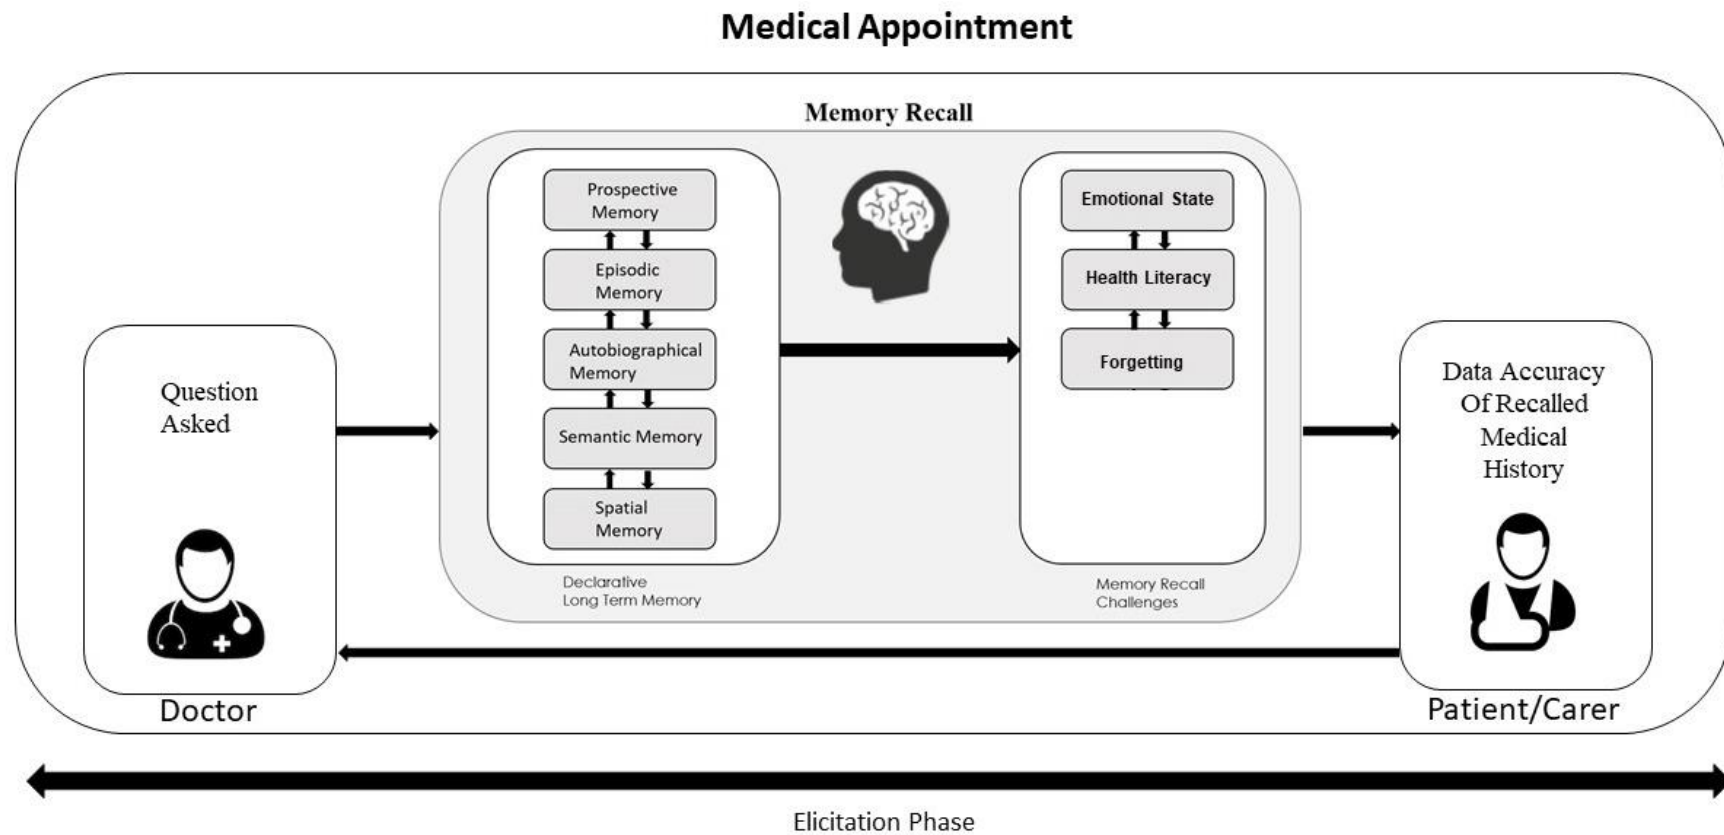 Medical Appointment
Memory Recall
Question
Asked
Doctor
Prospective
Memory
Episodic
Memory
Autobiographical
Memory
Semantic Memory
Spatial
Memory
Declarative
Long Term Memory
Emotional State
Health Literacy
Forgetting
Memory Recall
Challenges
Data Accuracy
Of Recalled
Medical
History
Patient/Carer
Elicitation Phase